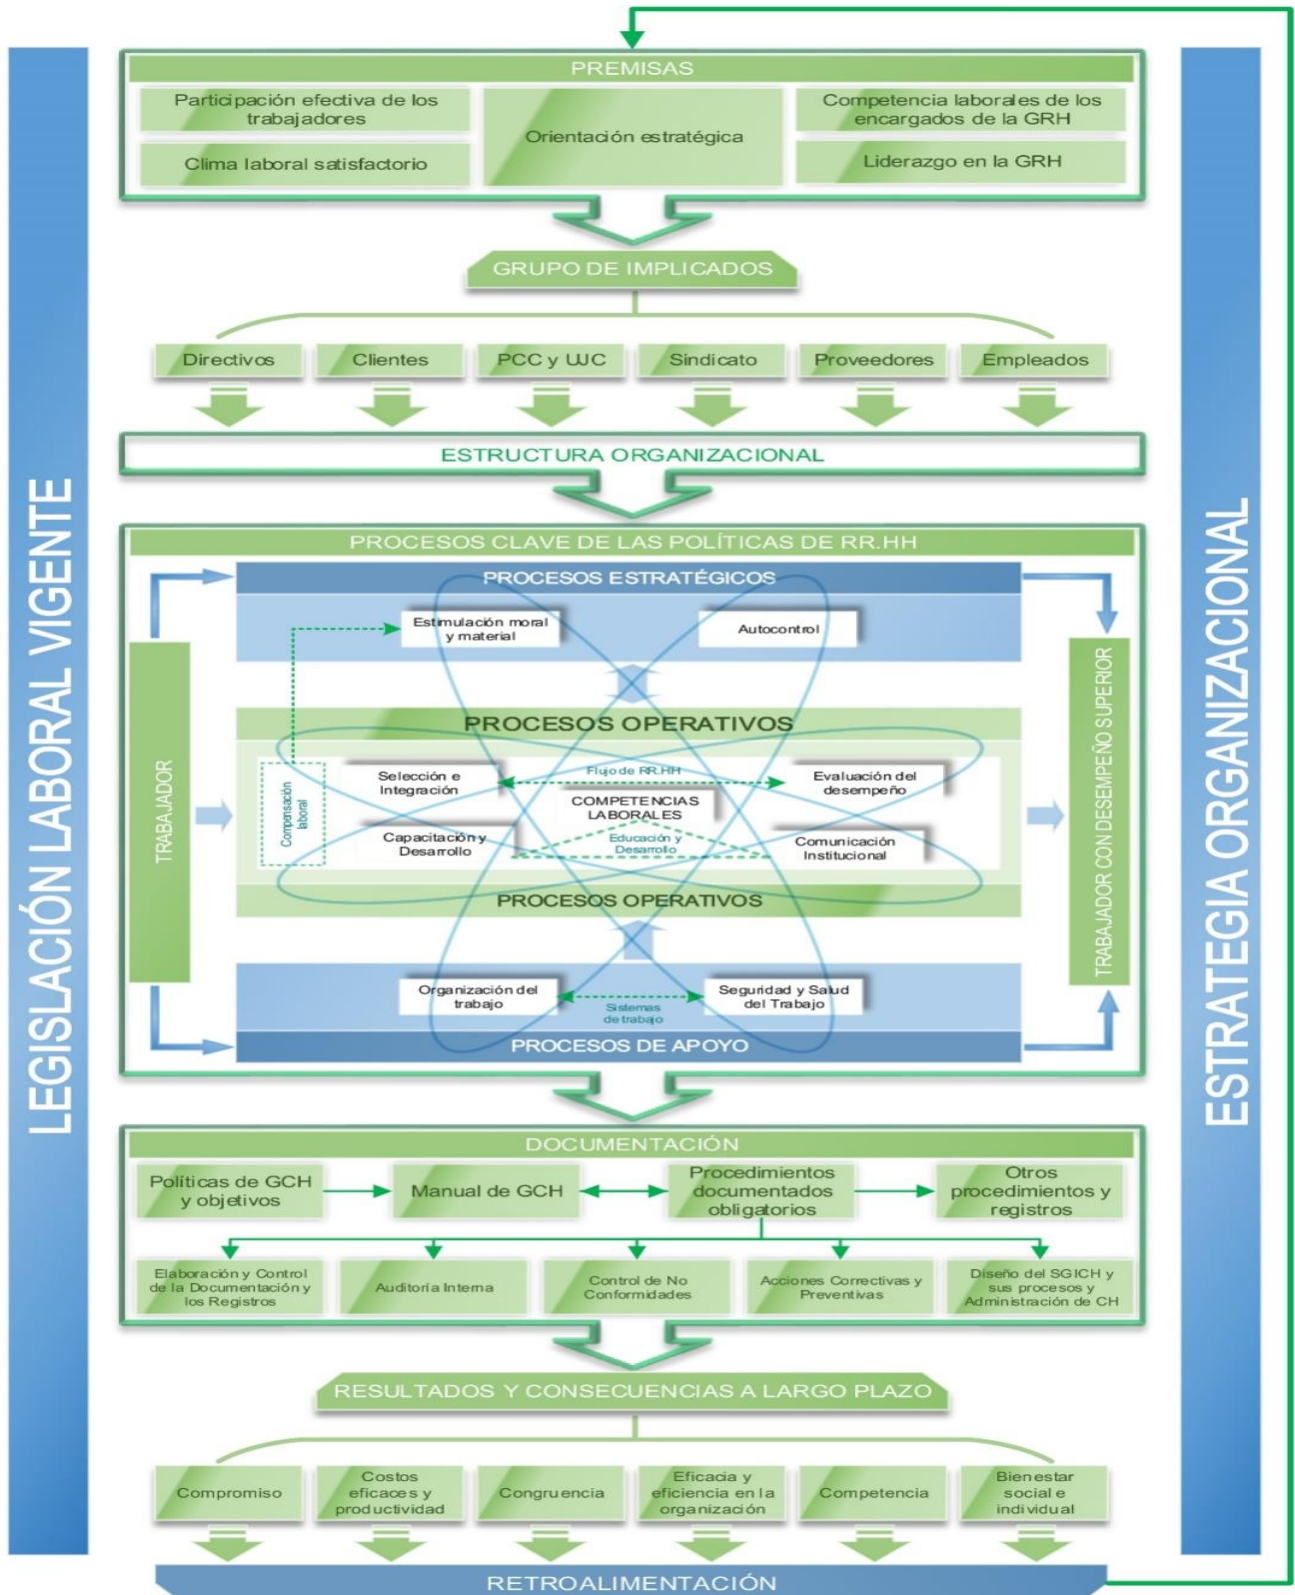 LEGISLACIÓN LABORAL VIGENTE
ESTRATEGIA ORGANIZACIONAL
PREMISAS
Participación efectiva de los
trabajadores
Clima laboral satisfactorio
Orientación estratégica
Competencia laborales de los
encargados de la GRH
Liderazgo en la GRH
GRUPO DE IMPLICADOS
Directivos
Clientes
PCC y UJC
Sindicato
Proveedores
Empleados
ESTRUCTURA ORGANIZACIONAL
PROCESOS CLAVE DE LAS POLÍTICAS DE RR.HH
TRABAJADOR
PROCESOS ESTRATÉGICOS
Estimulación moral
y material
Autocontrol
PROCESOS OPERATIVOS
Compensación
laboral
Selección e
Integración
Flujo de RR.HH
Evaluación del
desempeño
COMPETENCIAS
LABORALES
Capacitación y
Desarrollo
Educación y
Desarrollo
Comunicación
Institucional
PROCESOS OPERATIVOS
Organización del
trabajo
Sistemas
de trabajo
Seguridad y Salud
del Trabajo
PROCESOS DE APOYO
TRABAJADOR CON DESEMPEÑO SUPERIOR
DOCUMENTACIÓN
Políticas de GCH
y objetivos
Manual de GCH
Procedimientos
documentados
obligatorios
Otros
procedimientos y
registros
Elaboración y Control
de la Documentación y
los Registros
Auditoría Interna
Control de No
Conformidades
Acciones Correctivas y
Preventivas
Diseño del SGICH y
sus procesos y
Administración de CH
RESULTADOS Y CONSECUENCIAS A LARGO PLAZO
Compromiso
Costos
eficaces y
productividad
Congruencia
Eficacia y
eficiencia en la
organización
Competencia
Bienestar
social e
individual
RETROALIMENTACIÓN